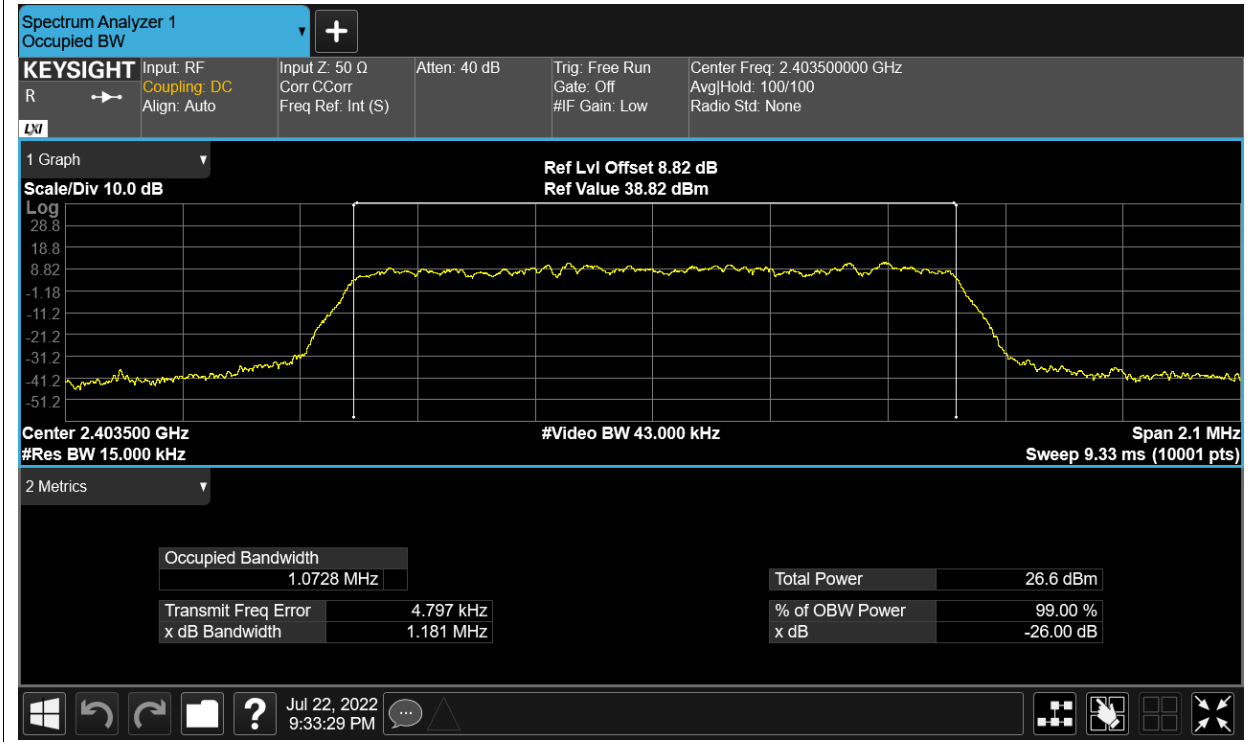 Spectrum Analyzer 1
Occupied BW
KEYSIGHT
R
LXI
Input: RF
Coupling: DC
Align: Auto
Input Z: 50 Ω
Corr CCorr
Freq Ref: Int (S)
Atten: 40 dB
Trig: Free Run
Gate: Off
#IF Gain: Low
Center Freq: 2.403500000 GHz
Avg|Hold: 100/100
Radio Std: None
1 Graph
Scale/Div 10.0 dB
Ref Lvl Offset 8.82 dB
Ref Value 38.82 dBm
Log
28.8
18.8
8.82
-1.18
-11.2
-21.2
-31.2
-41.2
-51.2
Center 2.403500 GHz
#Video BW 43.000 kHz
Span 2.1 MHz
#Res BW 15.000 kHz
Sweep 9.33 ms (10001 pts)
2 Metrics
Occupied Bandwidth
1.0728 MHz
Total Power 26.6 dBm
Transmit Freq Error 4.797 kHz
% of OBW Power 99.00 %
x dB Bandwidth 1.181 MHz
x dB -26.00 dB
?
Jul 22, 2022
9:33:29 PM